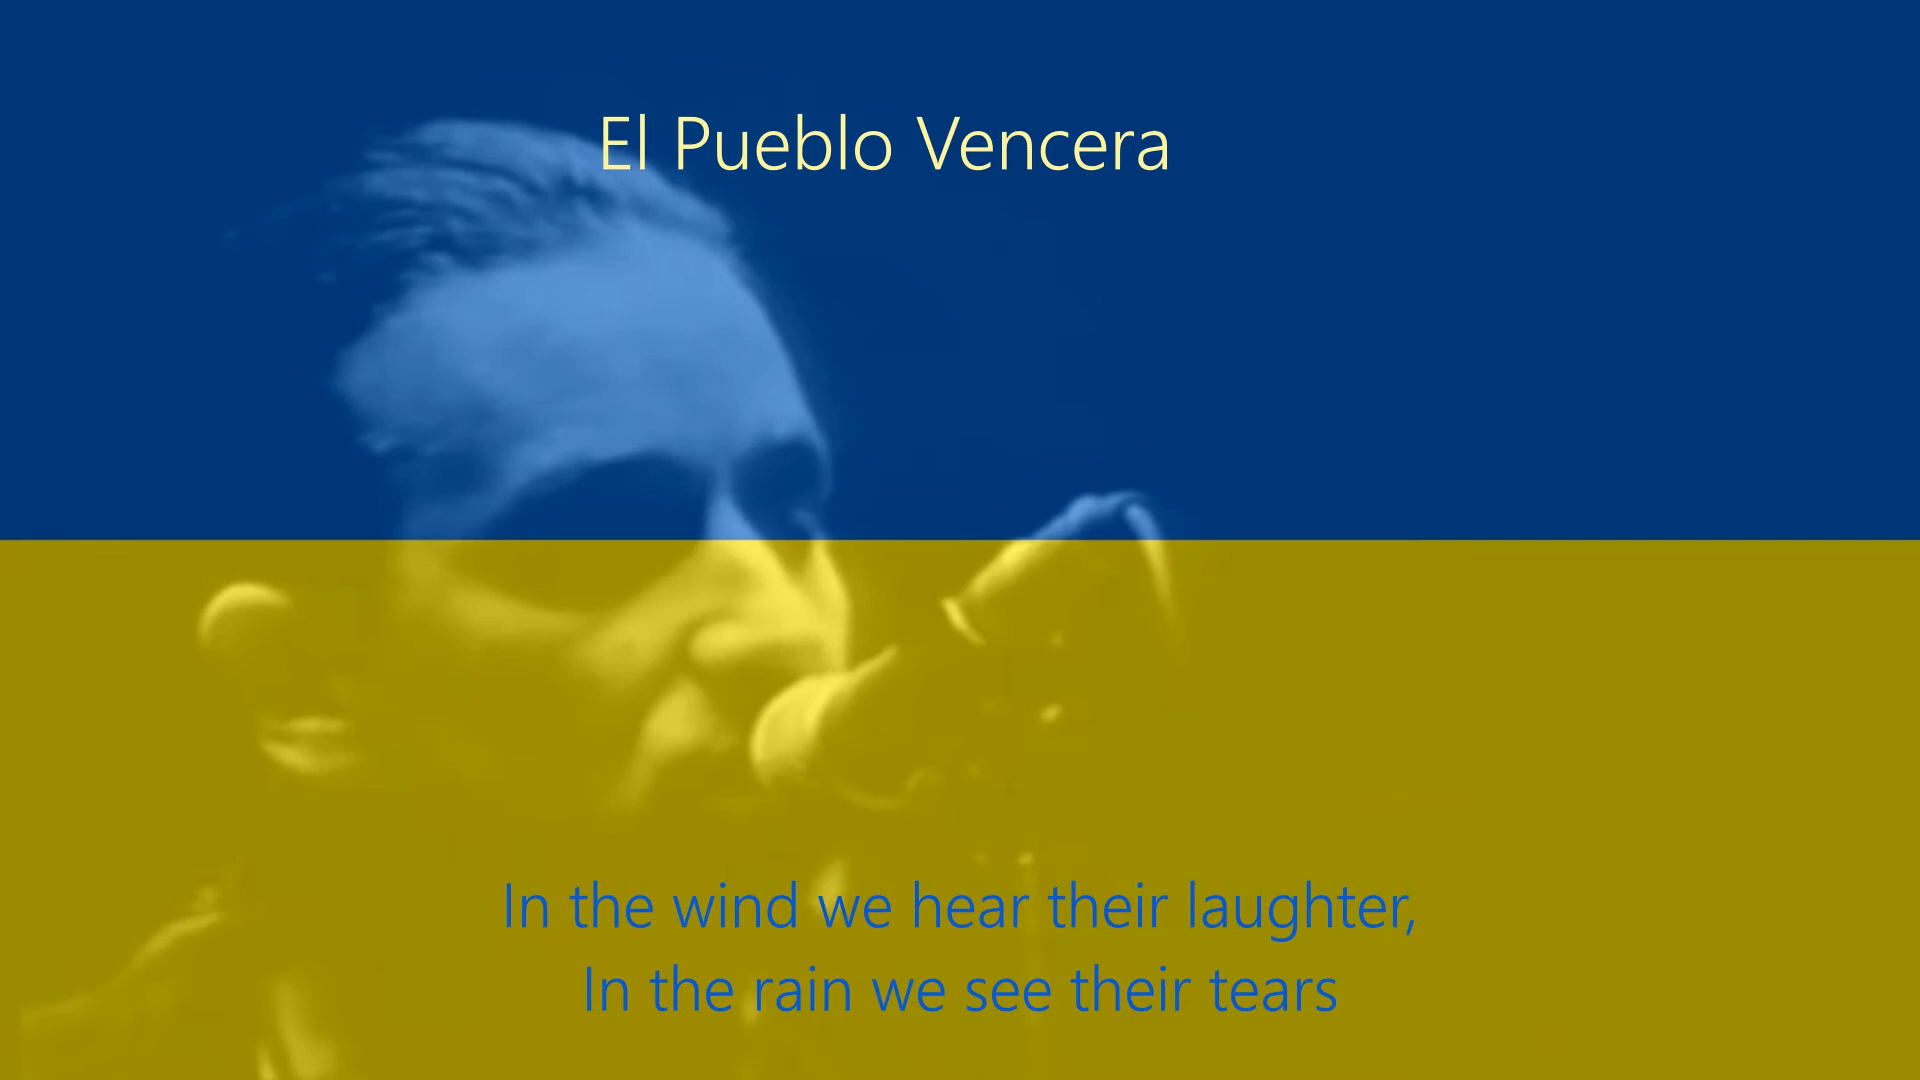 El Pueblo Vencera
In the wind we hear their laughter,
In the rain we see their tears